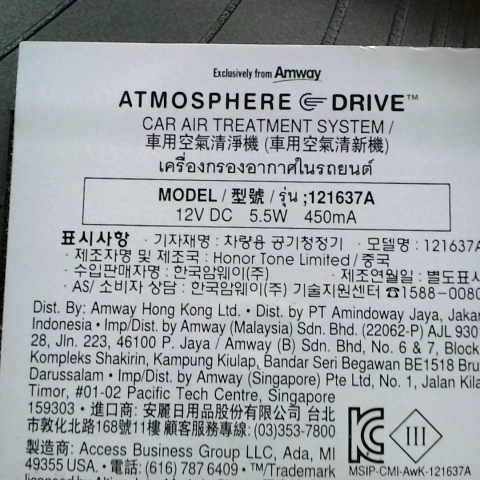 Exclusively from Amway
ATMOSPHERE DRIVE™
CAR AIR TREATMENT SYSTEM /
車用空氣清淨機 (車用空氣清新機)
เครื่องกรองอากาศในรถยนต์
MODEL / 型號 / รุ่น ;121637A
12V DC 5.5W 450mA
표시사항 · 기자재명 : 차량용 공기청정기 · 모델명 : 121637A
· 제조자명 및 제조국 : Honor Tone Limited / 중국
· 수입판매자명 : 한국암웨이(주) · 제조연월일 : 별도표시
· AS/ 소비자 상담 : 한국암웨이(주) 기술지원센터 ☎1588-0080
Dist. By: Amway Hong Kong Ltd. • Dist. by PT Amindoway Jaya, Jakar
Indonesia • Imp/Dist. by Amway (Malaysia) Sdn. Bhd. (22062-P) AJL 930
28, Jln. 223, 46100 P. Jaya / Amway (B) Sdn. Bhd, No. 6 & 7, Block
Kompleks Shakirin, Kampung Kiulap, Bandar Seri Begawan BE1518 Bru
Darussalam • Imp/Dist. by Amway (Singapore) Pte Ltd, No. 1, Jalan Kila
Timor, #01-02 Pacific Tech Centre, Singapore
159303 • 進口商: 安麗日用品股份有限公司 台北
市敦化北路168號11樓 顧客服務專線: (03)353-7800
製造商: Access Business Group LLC, Ada, MI
49355 USA. • 電話: (616) 787 6409 • ™/Trademark
III
MSIP-CMI-AwK-121637A